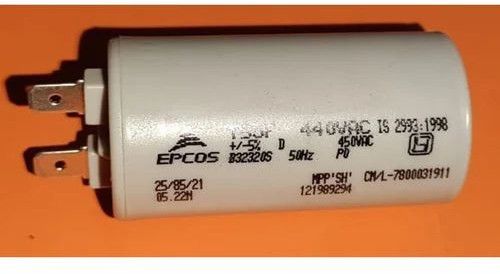 440VAC IS 2993:1998
EPCOS +/-5% D 450VAC
B32320S 50Hz P0
25/85/21 MPP'SH' CM/L-7800031911
05.22M 121989294